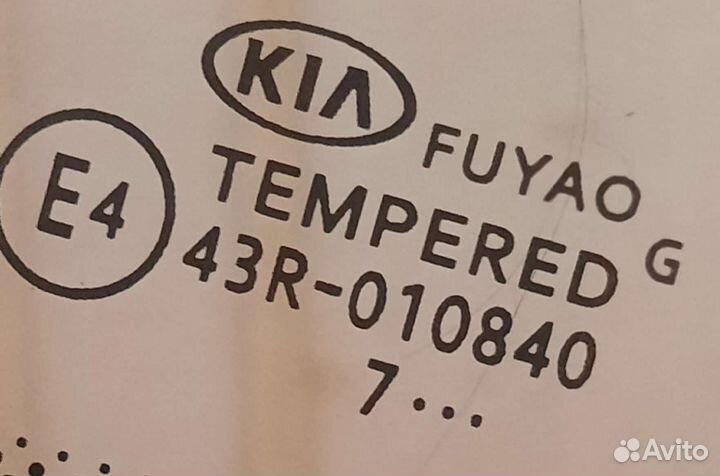 KIA
FUYAO G
E4
TEMPERED
43R-010840
7...
Avito